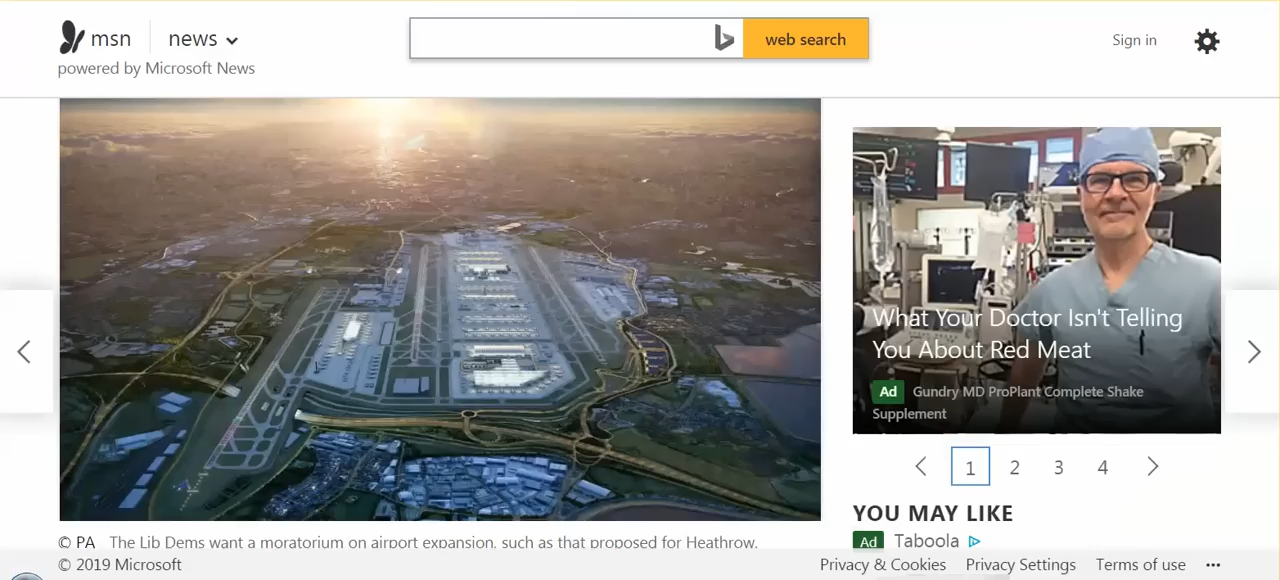 msn
news
web search
Sign in
powered by Microsoft News
What Your Doctor Isn't Telling
You About Red Meat
Ad Gundry MD ProPlant Complete Shake
Supplement
1 2 3 4
YOU MAY LIKE
Ad Taboola
© PA The Lib Dems want a moratorium on airport expansion, such as that proposed for Heathrow.
© 2019 Microsoft
Privacy & Cookies Privacy Settings Terms of use ...